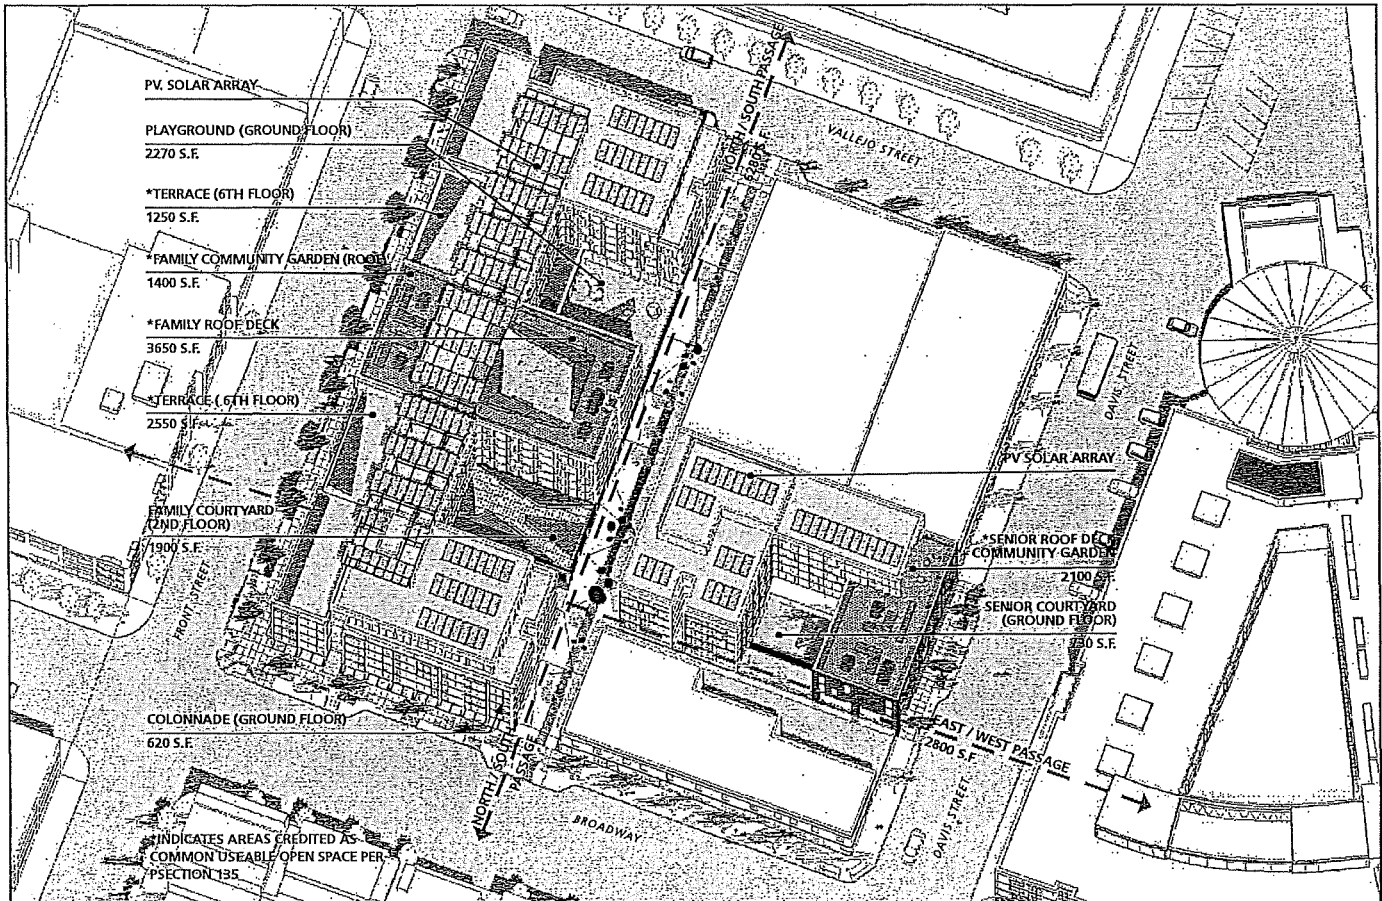 PV. SOLAR ARRAY
PLAYGROUND (GROUND FLOOR)
2270 S.F.
*TERRACE (6TH FLOOR)
1250 S.F.
*FAMILY COMMUNITY GARDEN (ROOF)
1400 S.F.
*FAMILY ROOF DECK
3650 S.F.
*TERRACE ( 6TH FLOOR)
2550 S.F.
FAMILY COURTYARD
(2ND FLOOR)
1900 S.F.
FRONT STREET
COLONNADE (GROUND FLOOR)
620 S.F.
*INDICATES AREAS CREDITED AS
COMMON USEABLE OPEN SPACE PER
PSECTION 135
NORTH / SOUTH PASSAGE
6280 S.F.
VALLEJO STREET
DAVIS STREET
PV SOLAR ARRAY
*SENIOR ROOF DECK
COMMUNITY GARDEN
2100 S.F.
SENIOR COURTYARD
(GROUND FLOOR)
S.F.
EAST / WEST PASSAGE
2800 S.F.
NORTH / SOUTH
PASSAGE
BROADWAY
DAVIS STREET